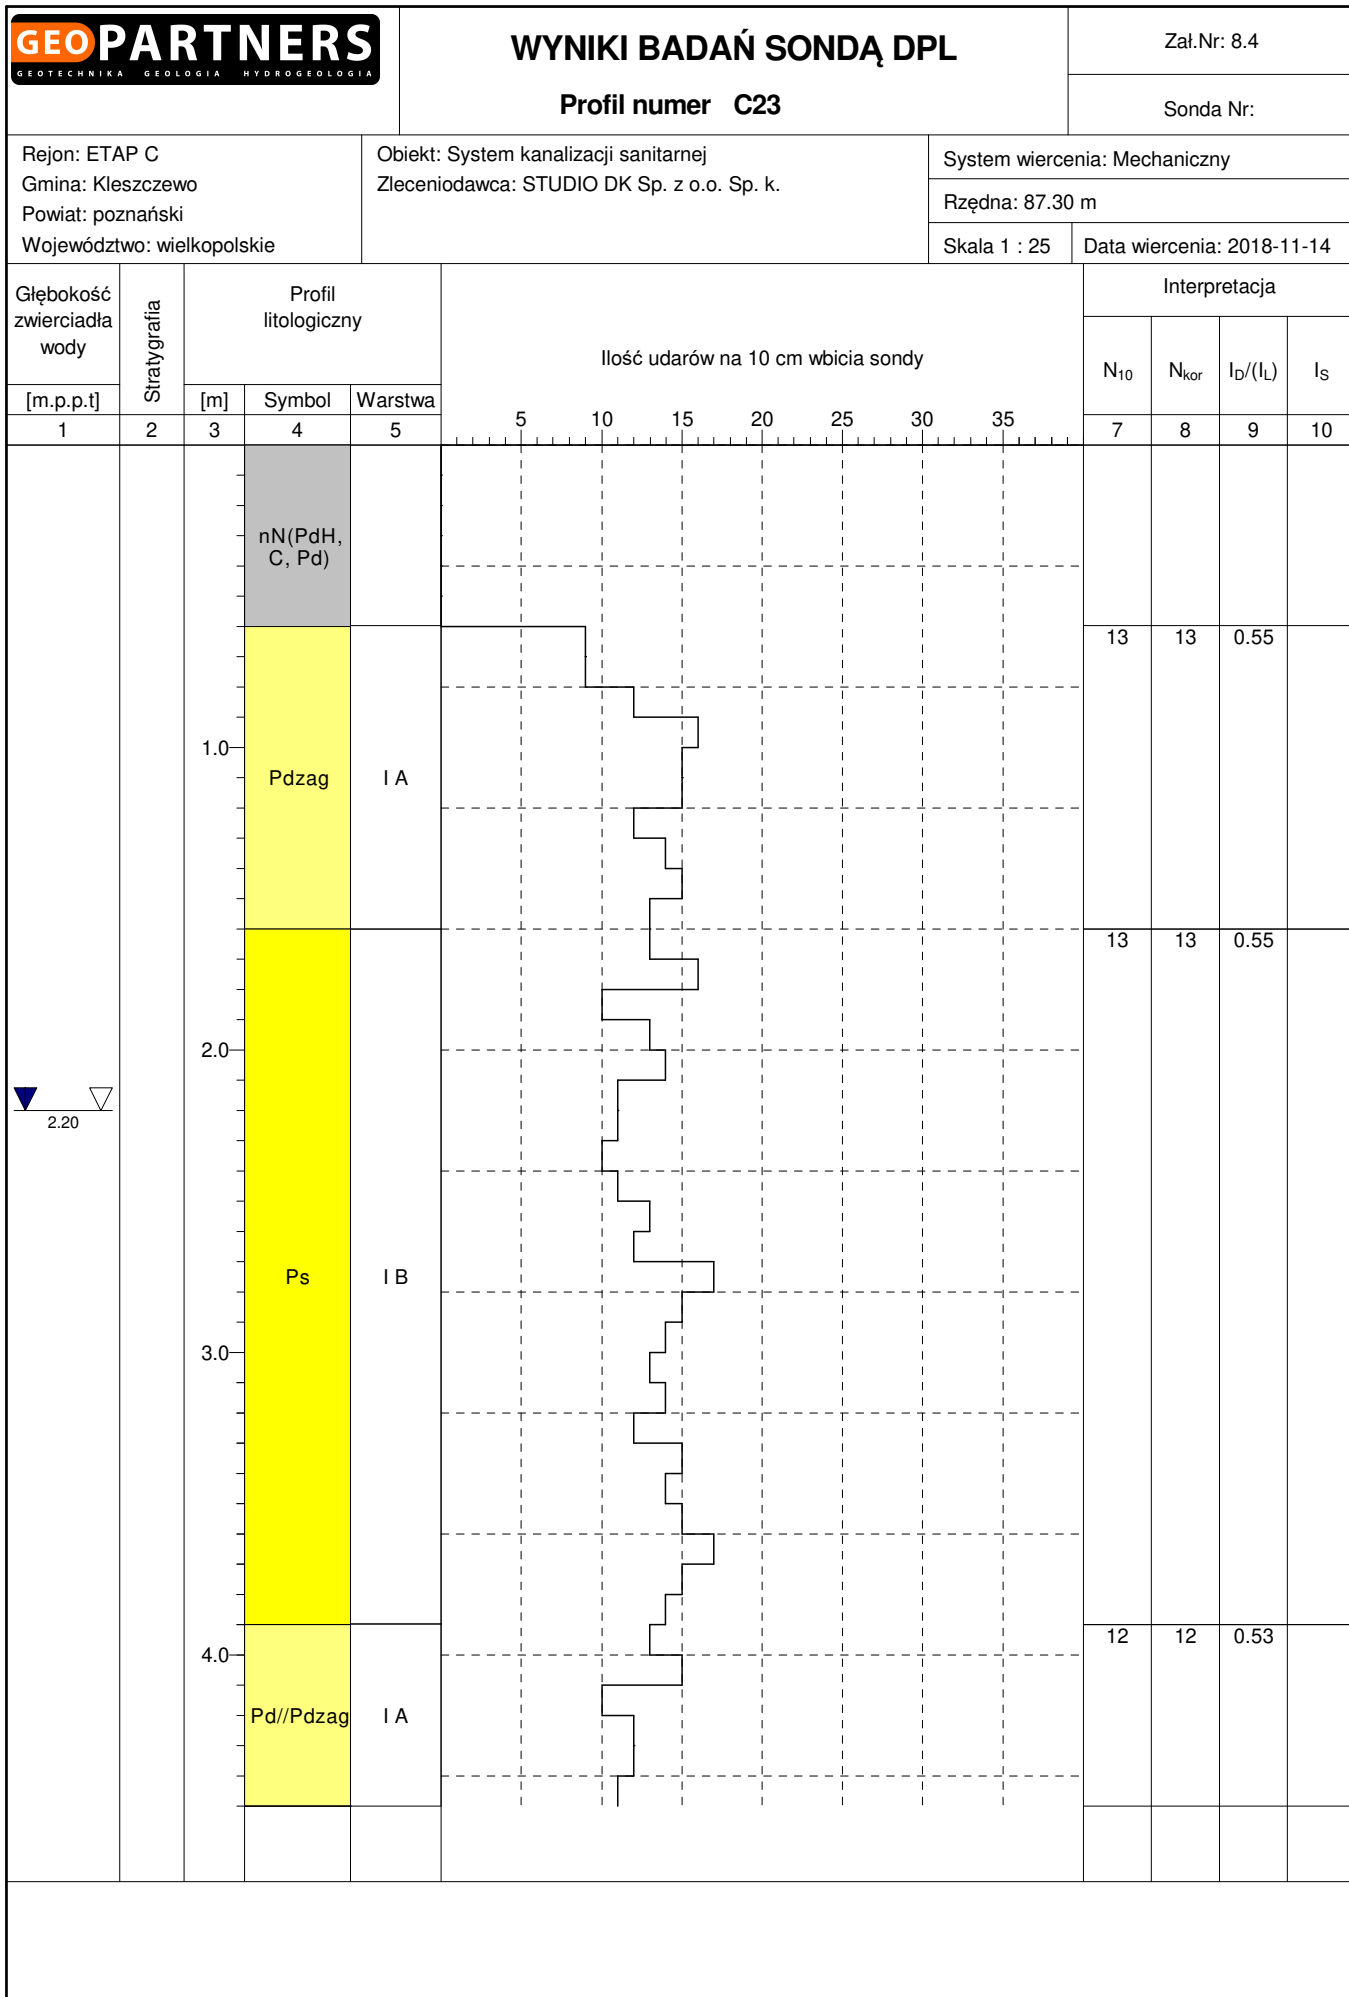 GEOPARTNERS
GEOTECHNIKA GEOLOGIA HYDROGEOLOGIA
WYNIKI BADAŃ SONDĄ DPL
Profil numer C23
Zał.Nr: 8.4
Sonda Nr:
Rejon: ETAP C
Gmina: Kleszczewo
Powiat: poznański
Województwo: wielkopolskie
Obiekt: System kanalizacji sanitarnej
Zleceniodawca: STUDIO DK Sp. z o.o. Sp. k.
System wiercenia: Mechaniczny
Rzędna: 87.30 m
Skala 1 : 25
Data wiercenia: 2018-11-14
Głębokość
zwierciadła
wody
[m.p.p.t]
Stratygrafia
Profil
litologiczny
[m] Symbol Warstwa
Ilość udarów na 10 cm wbicia sondy
Interpretacja
N10 Nkor ID/(IL) IS
5 10 15 20 25 30 35
1 2 3 4 5 7 8 9 10
nN(PdH,
C, Pd)
13 13 0.55
1.0
Pdzag I A
13 13 0.55
2.0
2.20
Ps I B
3.0
12 12 0.53
4.0
Pd//Pdzag I A